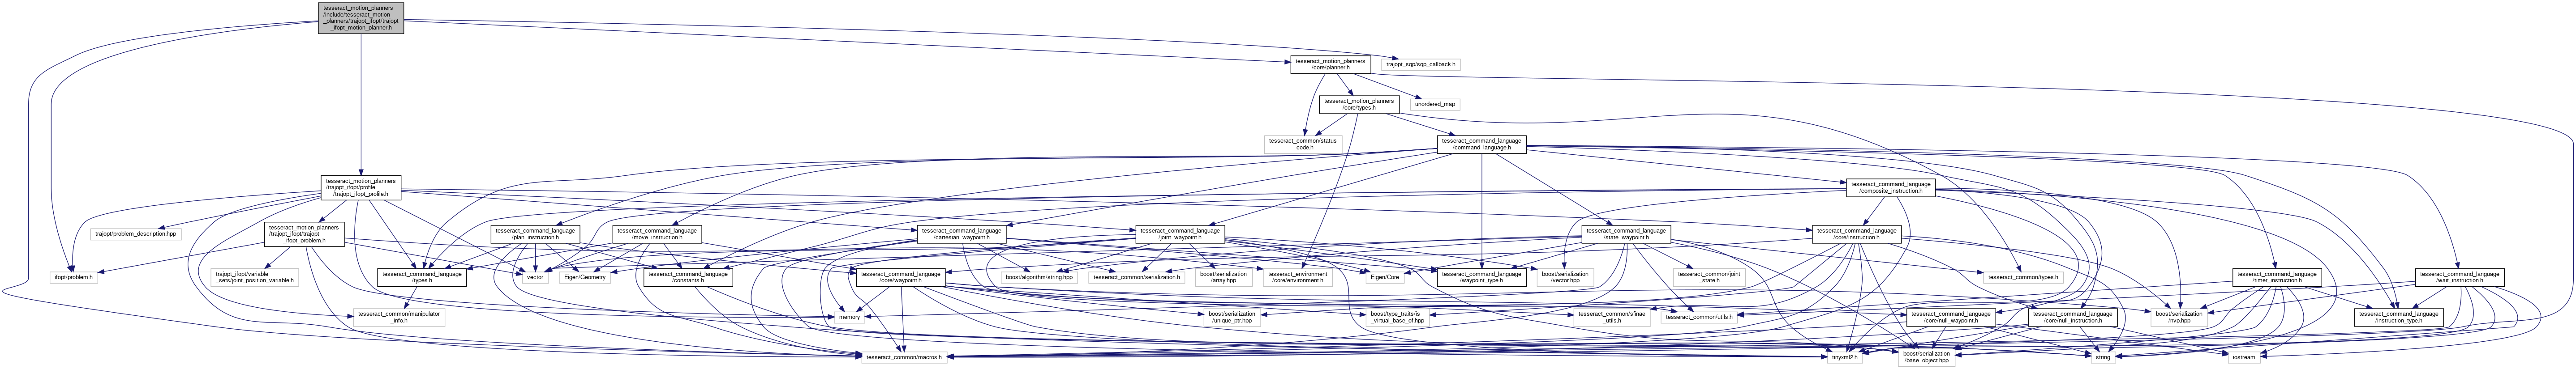 tesseract_motion_planners
/include/tesseract_motion
_planners/trajopt_ifopt/trajopt
_ifopt_motion_planner.h
tesseract_motion_planners
/core/planner.h
trajopt_sqp/sqp_callback.h
tesseract_motion_planners
/core/types.h
unordered_map
tesseract_common/status
_code.h
tesseract_command_language
/command_language.h
tesseract_motion_planners
/trajopt_ifopt/profile
/trajopt_ifopt_profile.h
tesseract_command_language
/composite_instruction.h
trajopt/problem_description.hpp
tesseract_motion_planners
/trajopt_ifopt/trajopt
_ifopt_problem.h
tesseract_command_language
/plan_instruction.h
tesseract_command_language
/move_instruction.h
tesseract_command_language
/cartesian_waypoint.h
tesseract_command_language
/joint_waypoint.h
tesseract_command_language
/state_waypoint.h
tesseract_command_language
/core/instruction.h
ifopt/problem.h
trajopt_ifopt/variable
_sets/joint_position_variable.h
tesseract_command_language
/types.h
vector
Eigen/Geometry
tesseract_command_language
/constants.h
tesseract_command_language
/core/waypoint.h
boost/algorithm/string.hpp
tesseract_common/serialization.h
boost/serialization
/array.hpp
tesseract_environment
/core/environment.h
Eigen/Core
tesseract_command_language
/waypoint_type.h
boost/serialization
/vector.hpp
tesseract_common/joint
_state.h
tesseract_common/types.h
tesseract_command_language
/timer_instruction.h
tesseract_command_language
/wait_instruction.h
tesseract_common/manipulator
_info.h
memory
boost/serialization
/unique_ptr.hpp
boost/type_traits/is
_virtual_base_of.hpp
tesseract_common/sfinae
_utils.h
tesseract_common/utils.h
tesseract_command_language
/core/null_waypoint.h
tesseract_command_language
/core/null_instruction.h
boost/serialization
/nvp.hpp
tesseract_command_language
/instruction_type.h
tesseract_common/macros.h
tinyxml2.h
boost/serialization
/base_object.hpp
string
iostream